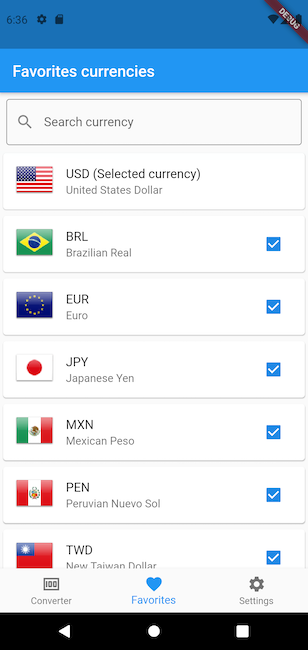 6:36
DEBUG
Favorites currencies
Search currency
USD (Selected currency)
United States Dollar
BRL
Brazilian Real
EUR
Euro
JPY
Japanese Yen
MXN
Mexican Peso
PEN
Peruvian Nuevo Sol
TWD
New Taiwan Dollar
Converter
Favorites
Settings